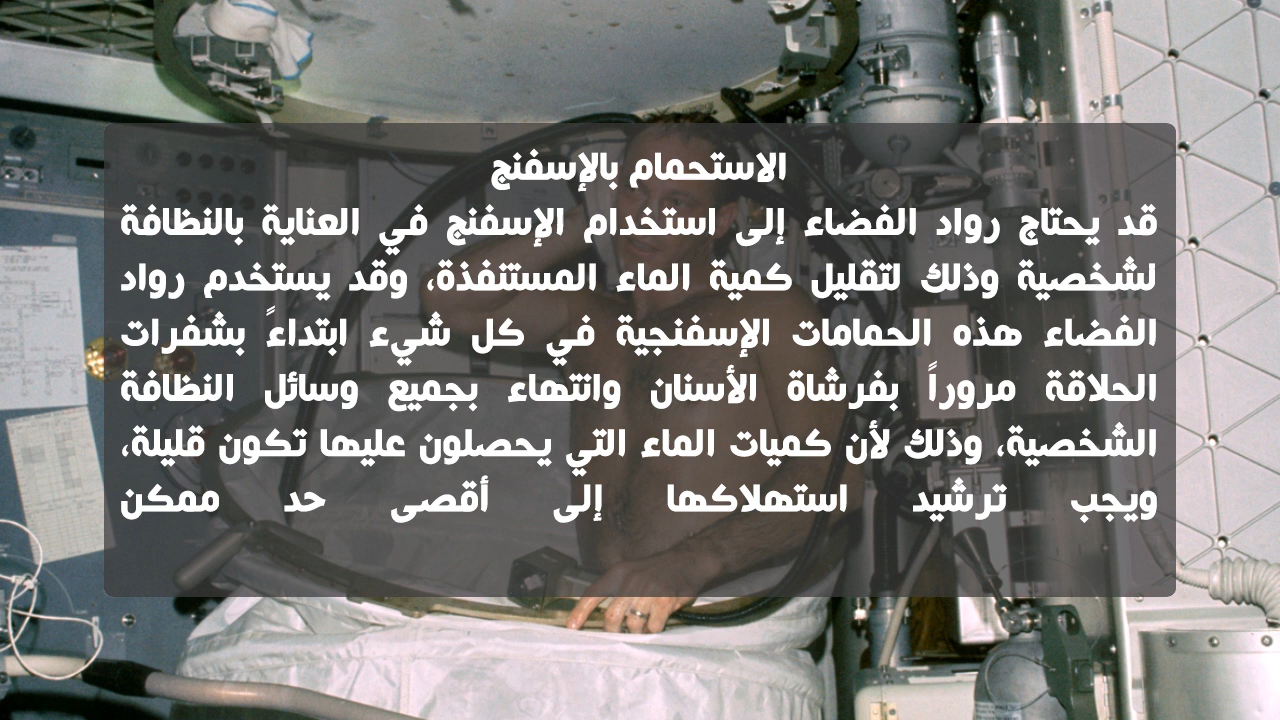 الاستحمام بالإسفنج
قد يحتاج رواد الفضاء إلى استخدام الإسفنج في العناية بالنظافة
لشخصية وذلك لتقليل كمية الماء المستنفذة، وقد يستخدم رواد
الفضاء هذه الحمامات الإسفنجية في كل شيء ابتداءً بشفرات
الحلاقة مروراً بفرشاة الأسنان وانتهاء بجميع وسائل النظافة
الشخصية، وذلك لأن كميات الماء التي يحصلون عليها تكون قليلة،
ويجب ترشيد استهلاكها إلى أقصى حد ممكن